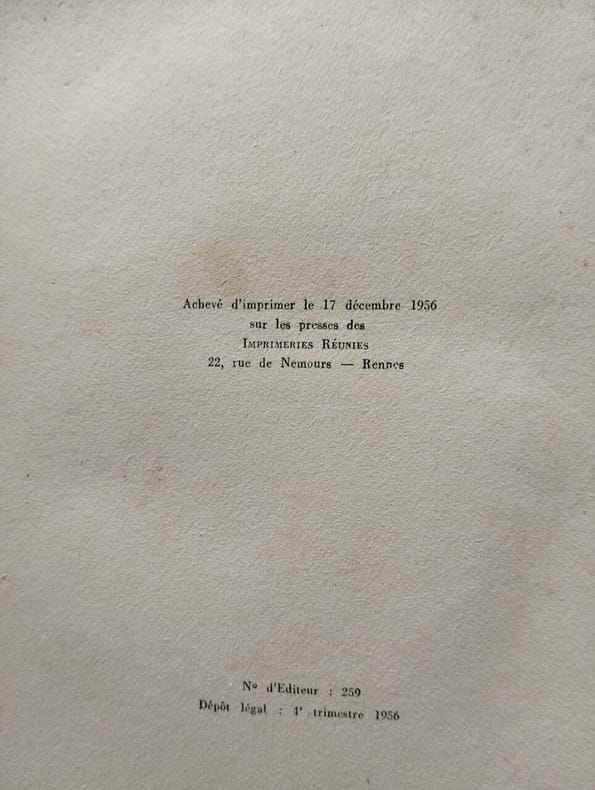 Achevé d'imprimer le 17 décembre 1956
sur les presses des
IMPRIMERIES RÉUNIES
22, rue de Nemours — Rennes
Nº d'Editeur : 259
Dépôt légal : 4e trimestre 1956